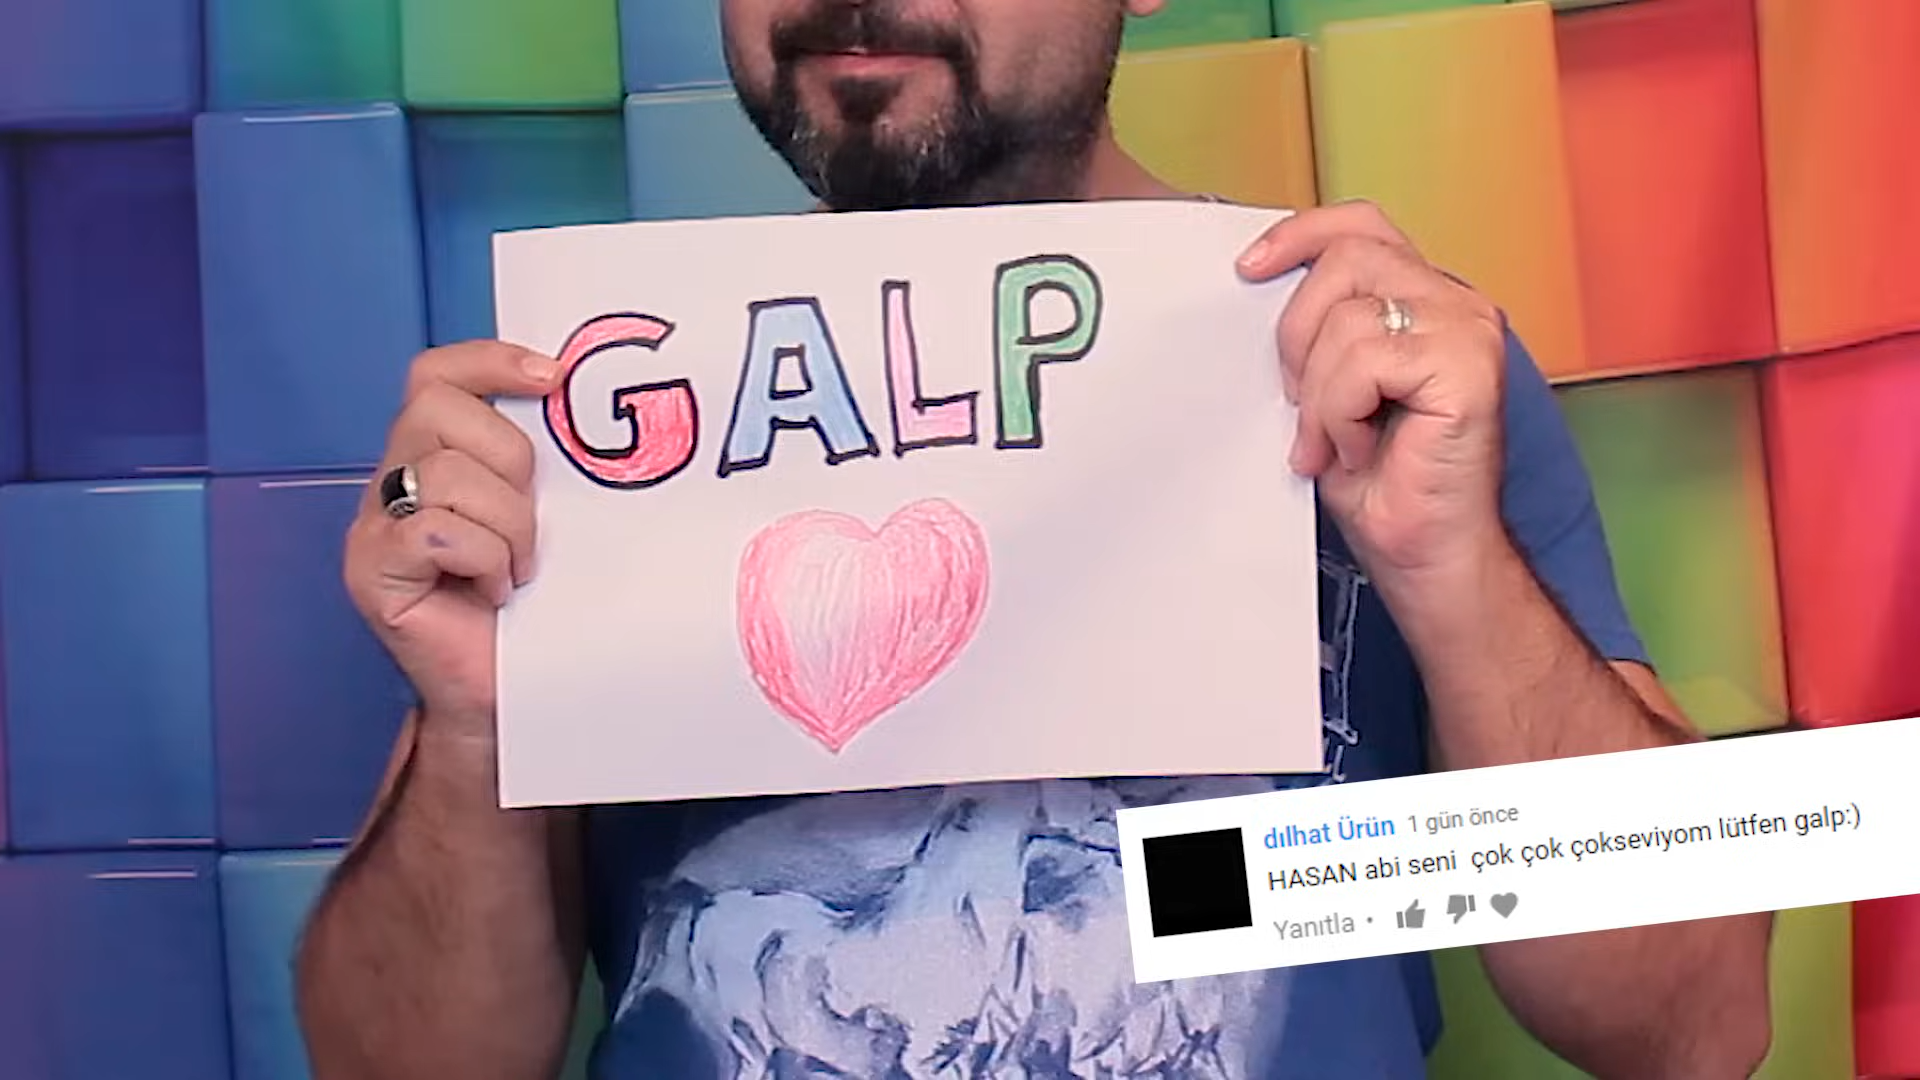 GALP
dılhat Ürün 1 gün önce
HASAN abi seni çok çok çokseviyom lütfen galp:)
Yanıtla •